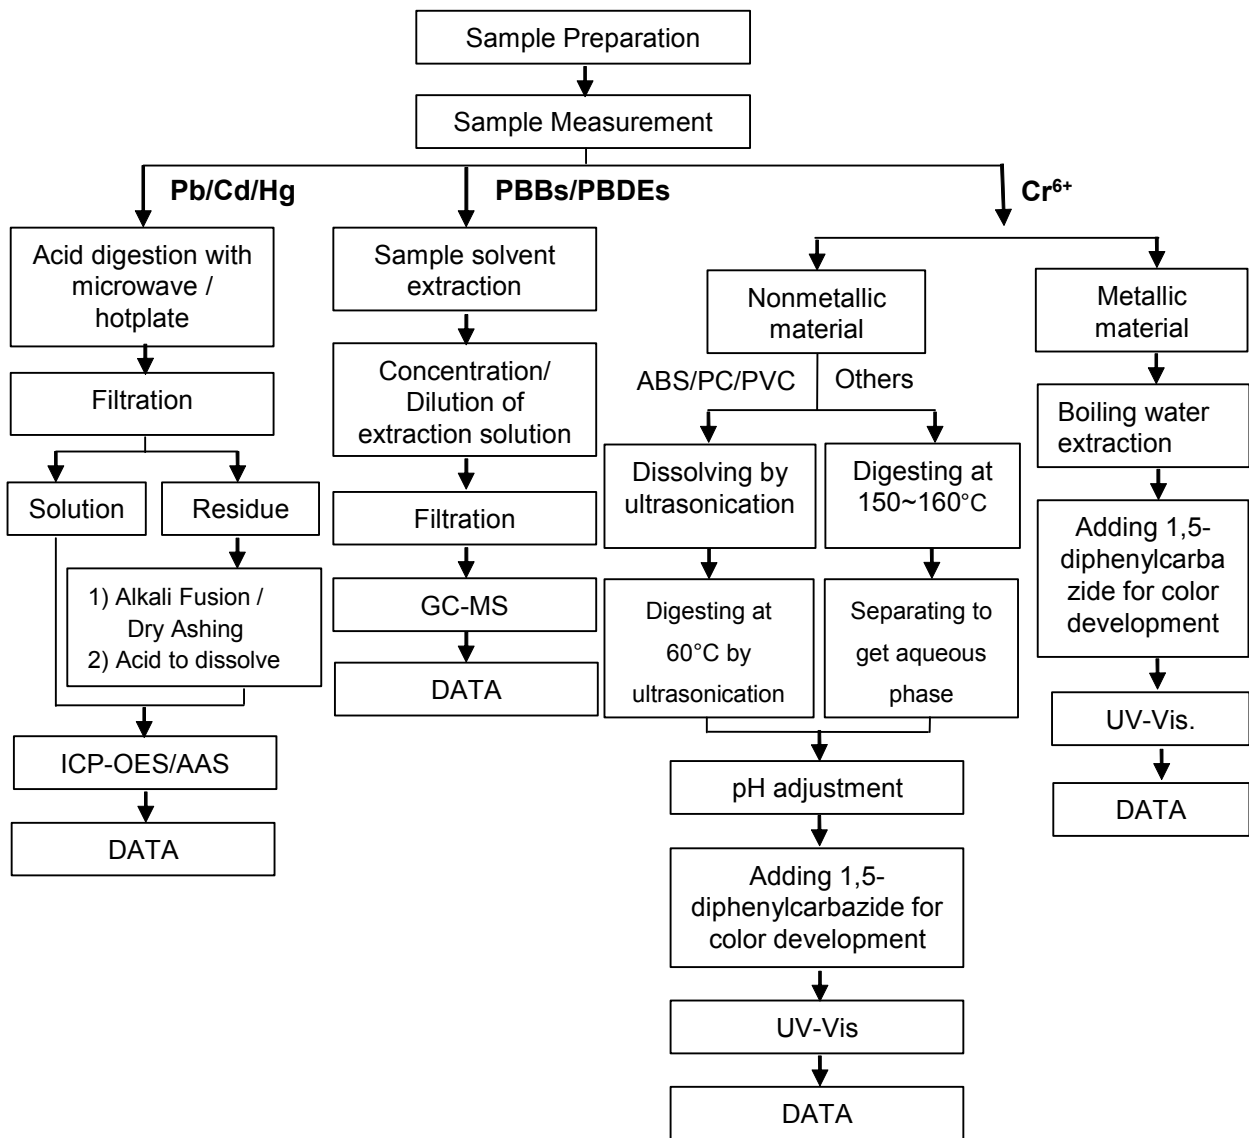 Sample Preparation
Sample Measurement
Pb/Cd/Hg
PBBs/PBDEs
Cr⁶⁺
Acid digestion with
microwave /
hotplate
Filtration
Solution
Residue
1) Alkali Fusion /
Dry Ashing
2) Acid to dissolve
ICP-OES/AAS
DATA
Sample solvent
extraction
Concentration/
Dilution of
extraction solution
Filtration
GC-MS
DATA
Nonmetallic
material
ABS/PC/PVC
Others
Dissolving by
ultrasonication
Digesting at
60°C by
ultrasonication
Digesting at
150~160°C
Separating to
get aqueous
phase
pH adjustment
Adding 1,5-
diphenylcarbazide for
color development
UV-Vis
DATA
Metallic
material
Boiling water
extraction
Adding 1,5-
diphenylcarba
zide for color
development
UV-Vis.
DATA